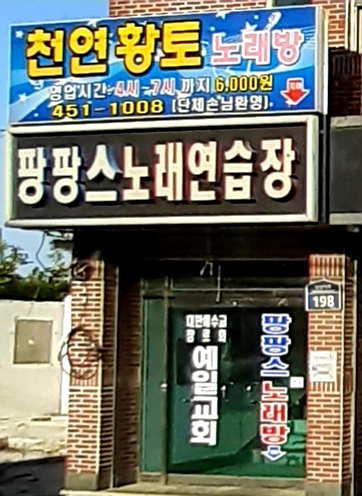 천연황토 노래방
영업시간: 4시~7시 까지 6,000원
451-1008 (단체손님환영)
팡팡스노래연습장
198
대한예수교
장로회
예일교회
팡팡스 노래방